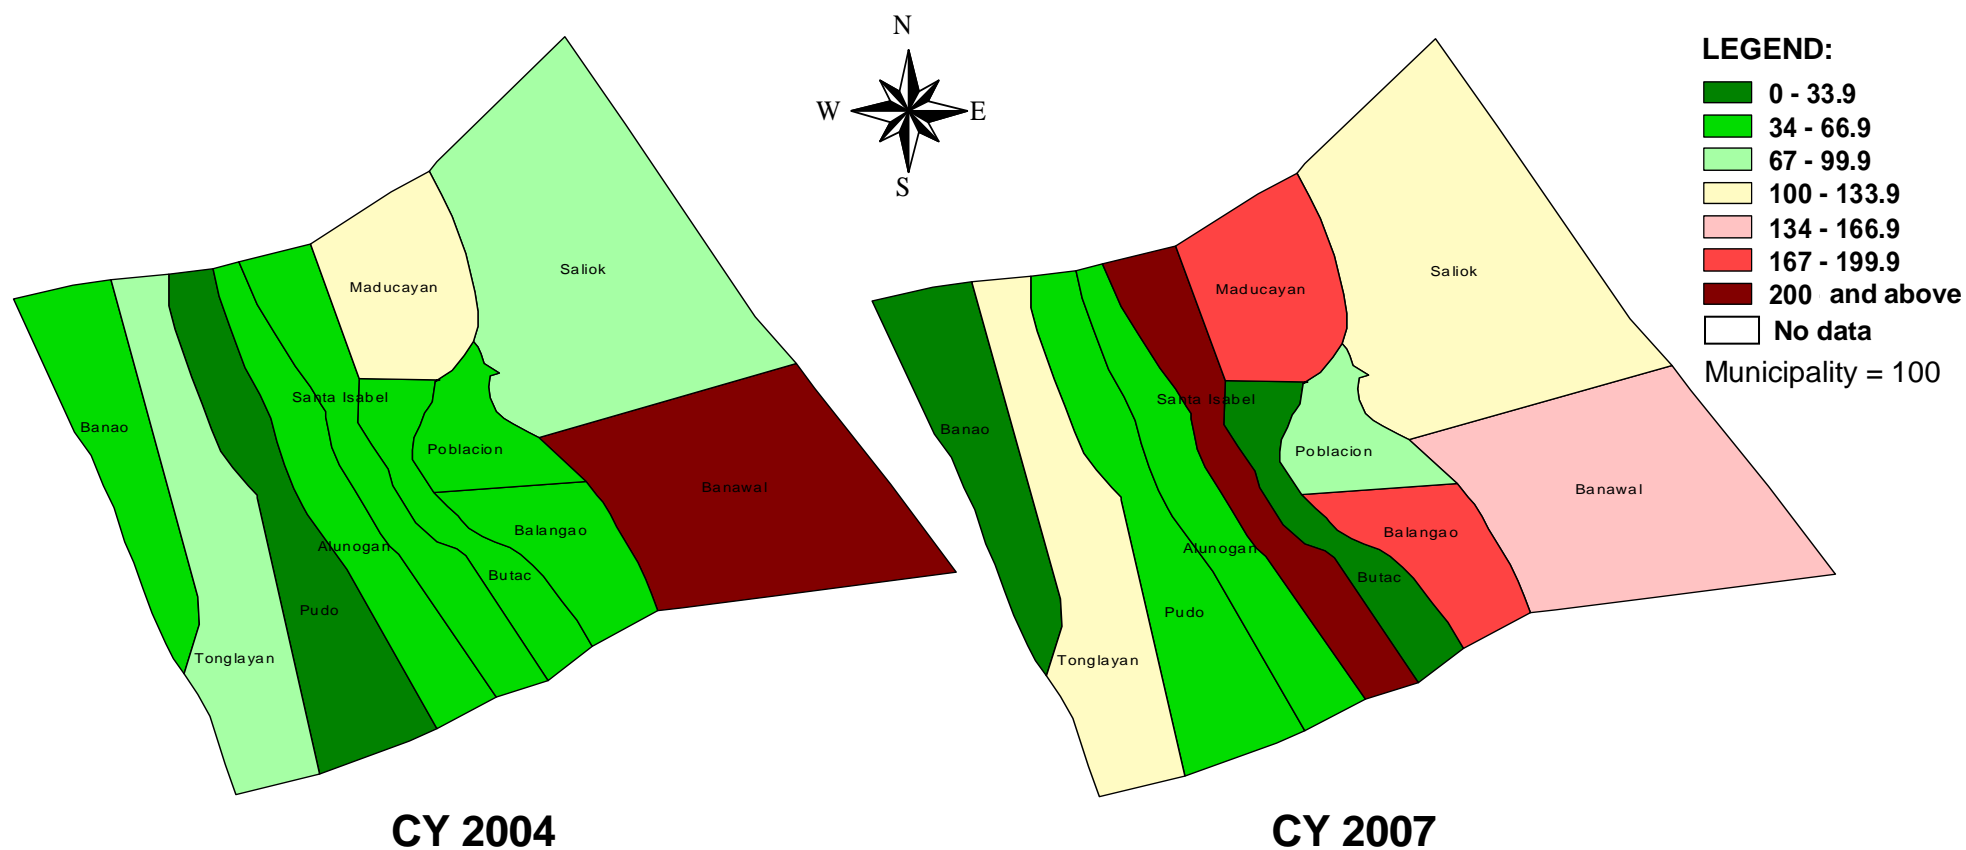 N
W
E
S
Saliok
Maducayan
Santa Isabel
Banao
Poblacion
Banawal
Balangao
Alunogan
Butac
Pudo
Tonglayan
CY 2004
Saliok
Maducayan
Santa Isabel
Banao
Poblacion
Banawal
Balangao
Alunogan
Butac
Pudo
Tonglayan
CY 2007
LEGEND:
0 - 33.9
34 - 66.9
67 - 99.9
100 - 133.9
134 - 166.9
167 - 199.9
200 and above
No data
Municipality = 100